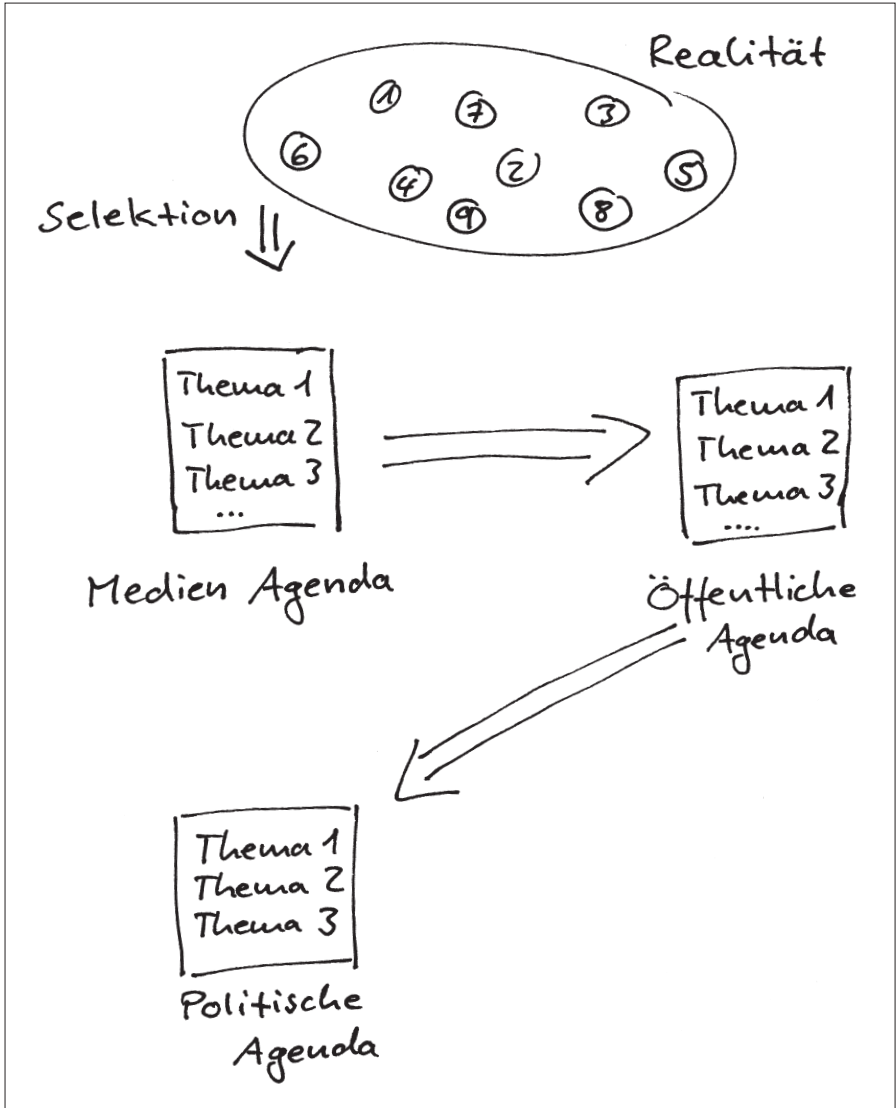 Realität
1
7
3
6
4
2
5
9
8
Selektion
Thema 1
Thema 2
Thema 3
...
Medien Agenda
Thema 1
Thema 2
Thema 3
....
Öffentliche
Agenda
Thema 1
Thema 2
Thema 3
Politische
Agenda